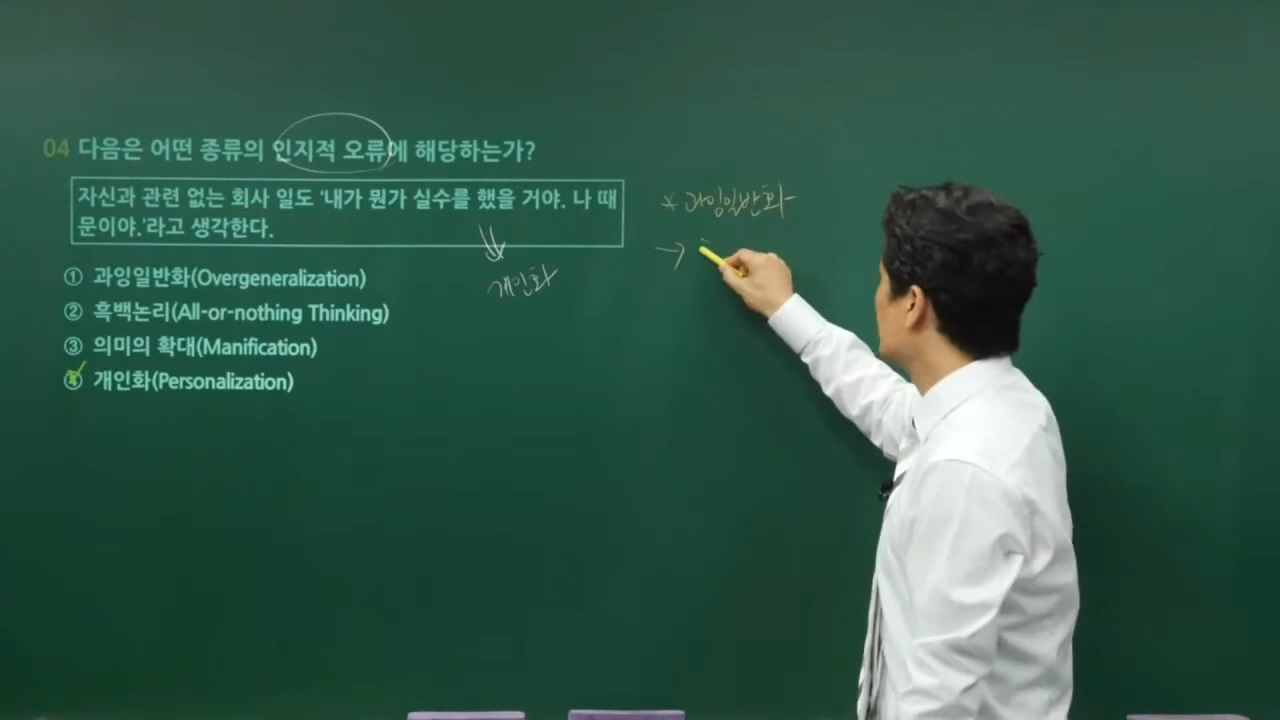 04 다음은 어떤 종류의 인지적 오류에 해당하는가?
자신과 관련 없는 회사 일도 ‘내가 뭔가 실수를 했을 거야. 나 때
문이야.’라고 생각한다.
① 과잉일반화(Overgeneralization)
② 흑백논리(All-or-nothing Thinking)
③ 의미의 확대(Manification)
④ 개인화(Personalization)
개인화
* 과잉일반화
→